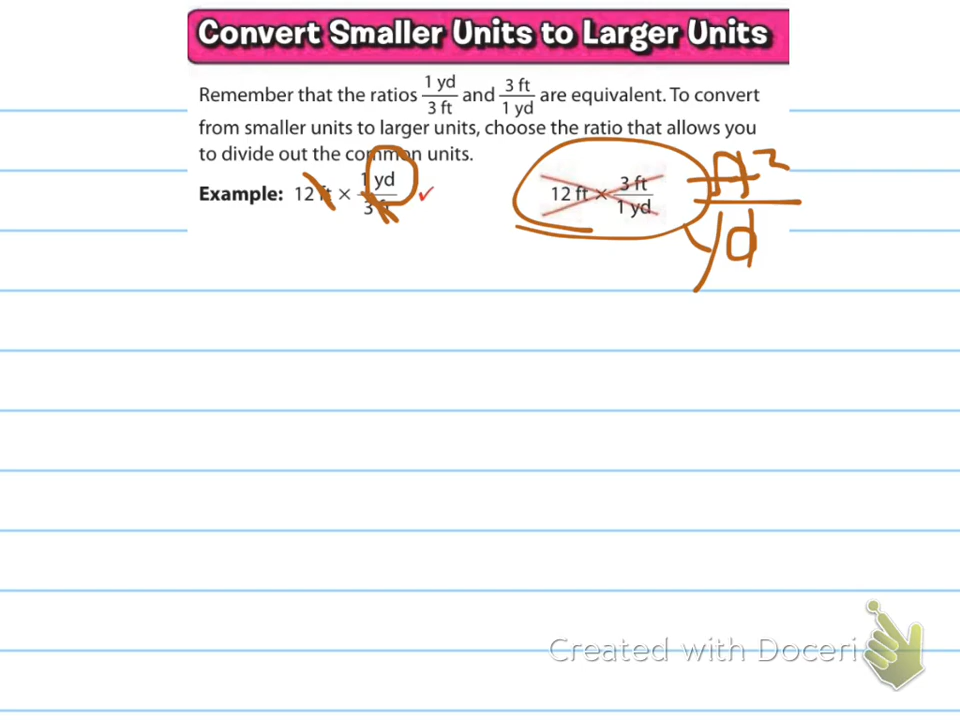 Convert Smaller Units to Larger Units
Remember that the ratios 1 yd/3 ft and 3 ft/1 yd are equivalent. To convert
from smaller units to larger units, choose the ratio that allows you
to divide out the common units.
Example: 12 ft × 1 yd/3 ft ✓ 12 ft × 3 ft/1 yd
ft²
yd
Created with Doceri